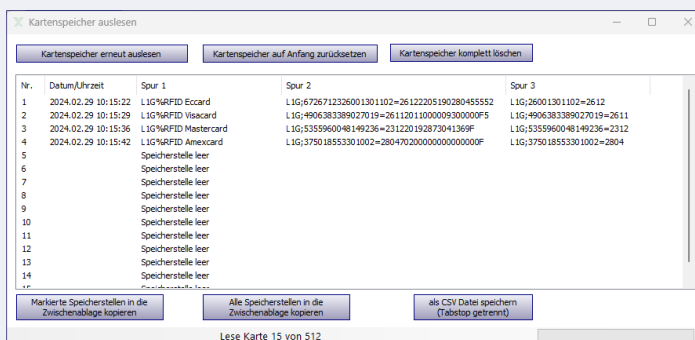 Kartenspeicher auslesen
Kartenspeicher erneut auslesen Kartenspeicher auf Anfang zurücksetzen Kartenspeicher komplett löschen
Nr. Datum/Uhrzeit Spur 1 Spur 2 Spur 3
1 2024.02.29 10:15:22 L1G%RFID Eccard L1G;6726712326001301102=26122205190280455552 L1G;26001301102=2612
2 2024.02.29 10:15:29 L1G%RFID Visacard L1G;4906383389027019=26112011000009300000F5 L1G;4906383389027019=2611
3 2024.02.29 10:15:36 L1G%RFID Mastercard L1G;5355960048149236=231220192873041369F L1G;5355960048149236=2312
4 2024.02.29 10:15:42 L1G%RFID Amexcard L1G;375018553301002=280470200000000000000F L1G;375018553301002=2804
5 Speicherstelle leer
6 Speicherstelle leer
7 Speicherstelle leer
8 Speicherstelle leer
9 Speicherstelle leer
10 Speicherstelle leer
11 Speicherstelle leer
12 Speicherstelle leer
13 Speicherstelle leer
14 Speicherstelle leer
Markierte Speicherstellen in die Alle Speicherstellen in die als CSV Datei speichern
Zwischenablage kopieren Zwischenablage kopieren (Tabstop getrennt)
Lese Karte 15 von 512